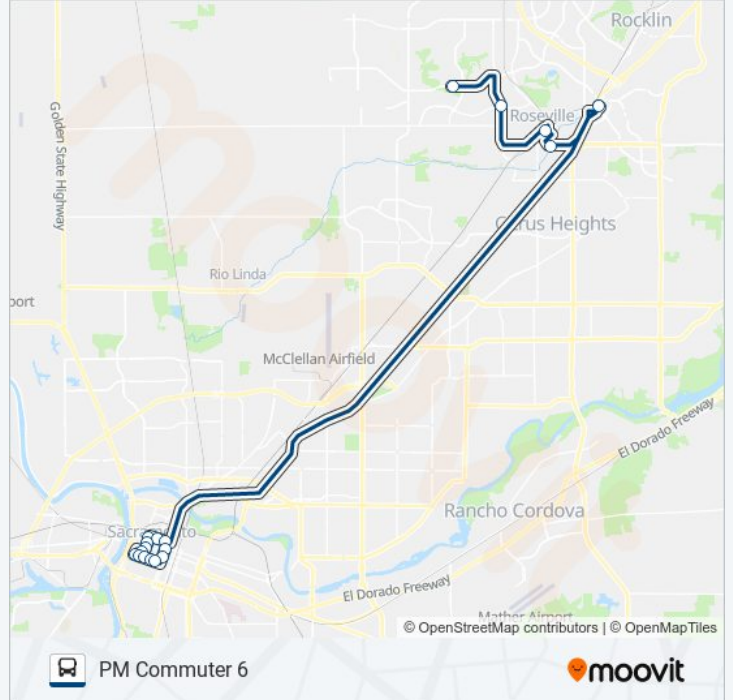 Rocklin
Golden State Highway
Roseville
Citrus Heights
Rio Linda
port
McClellan Airfield
El Dorado Freeway
Rancho Cordova
Sacramento
El Dorado Freeway
Mather Airport
© OpenStreetMap contributors | © OpenMapTiles
PM Commuter 6
moovit